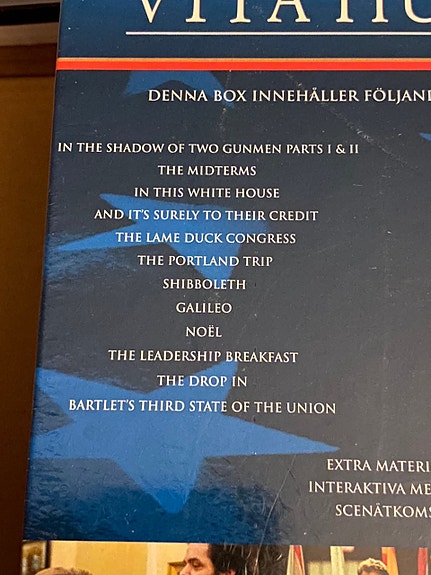 DENNA BOX INNEHÅLLER
IN THE SHADOW OF TWO GUNMEN PARTS I & II
THE MIDTERMS
IN THIS WHITE HOUSE
AND IT'S SURELY TO THEIR CREDIT
THE LAME DUCK CONGRESS
THE PORTLAND TRIP
SHIBBOLETH
GALILEO
NOËL
THE LEADERSHIP BREAKFAST
THE DROP IN
BARTLET'S THIRD STATE OF THE UNION
EXTRA
INTERAKTIVA